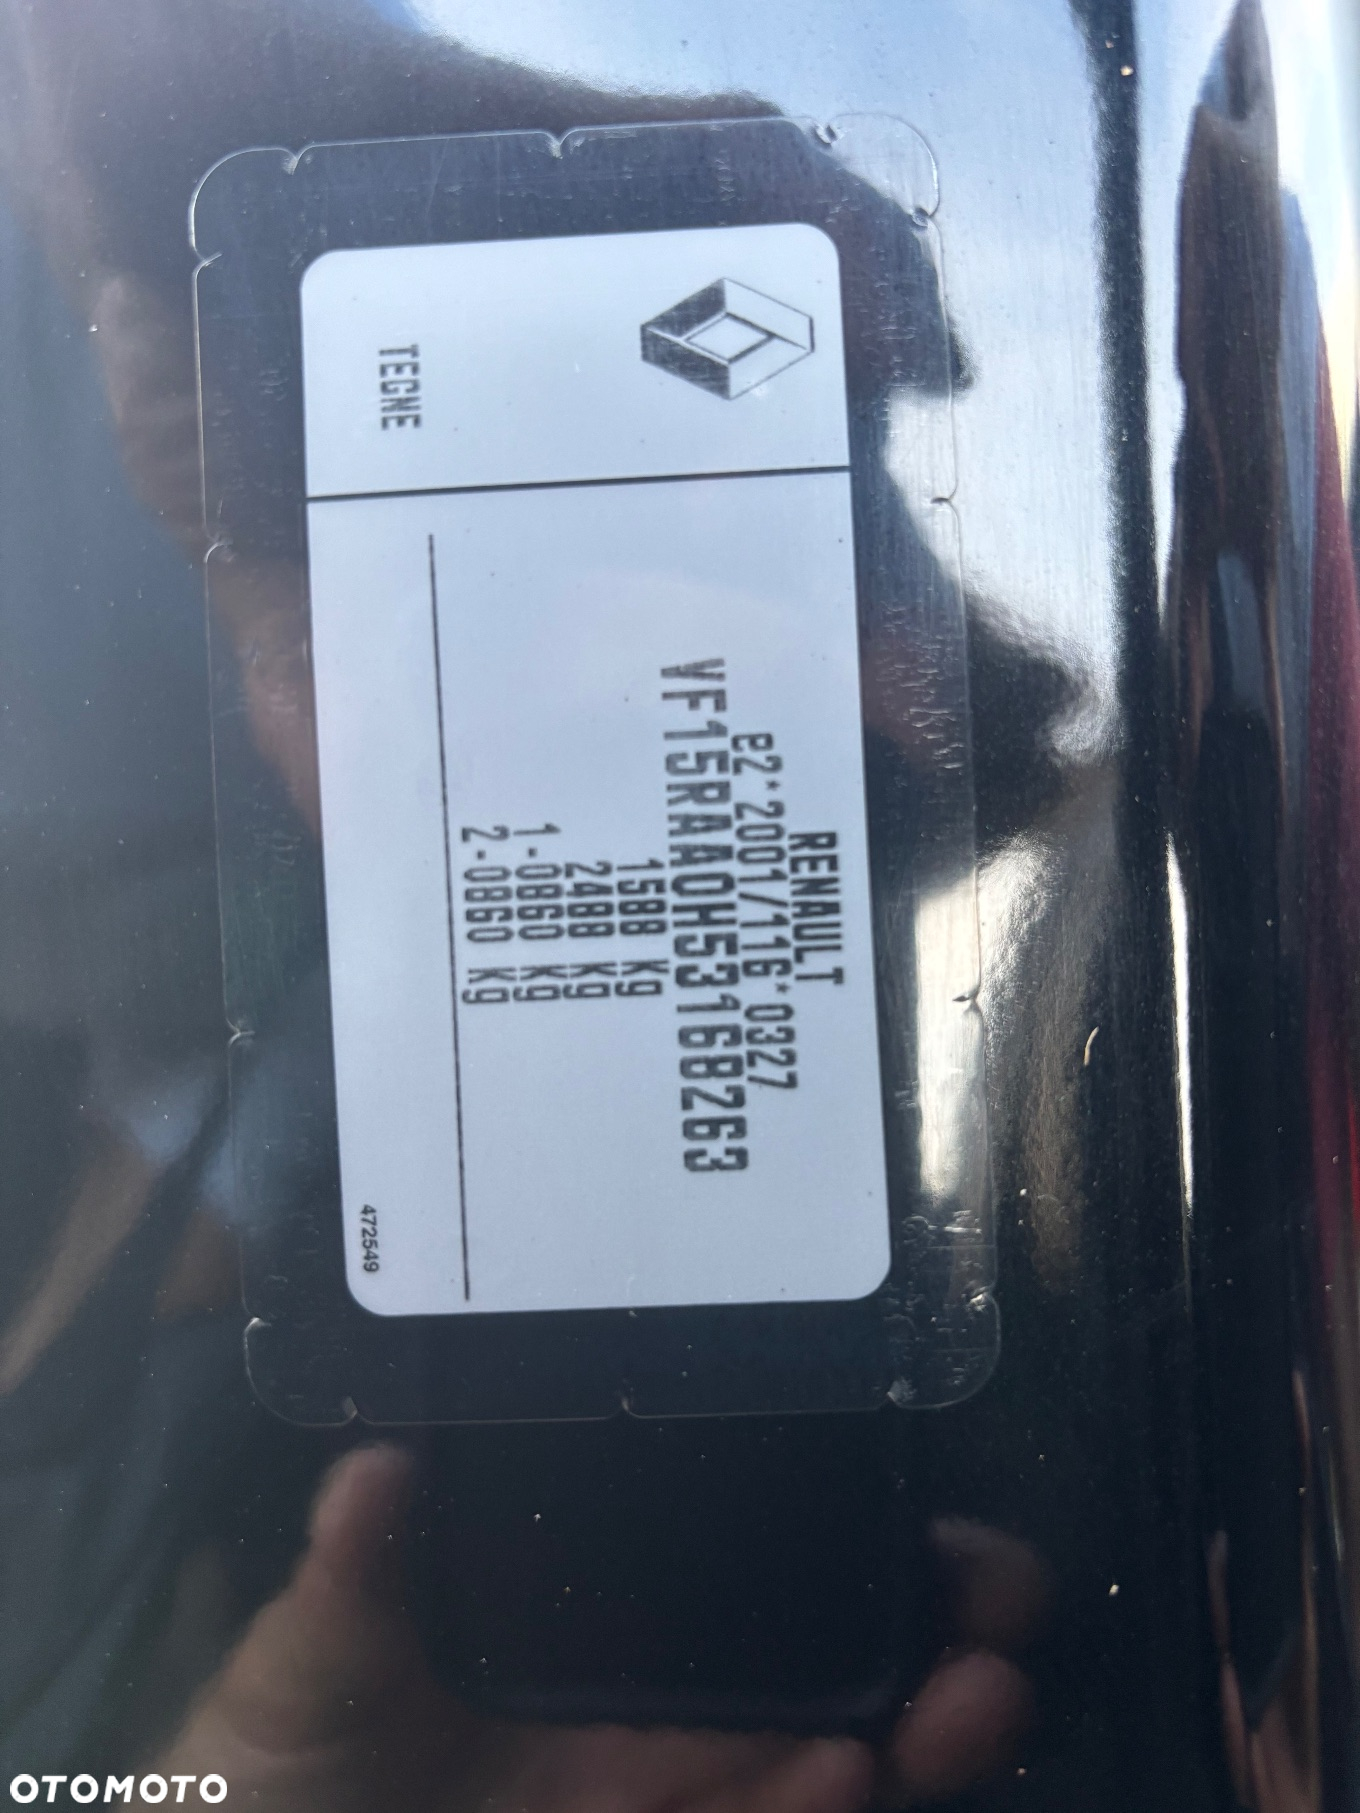 TEGNE
RENAULT
e2*2001/116*0327
VF15RAA0H53168263
1588 Kg
2488 Kg
1-0860 Kg
2-0860 Kg
472549
OTOMOTO